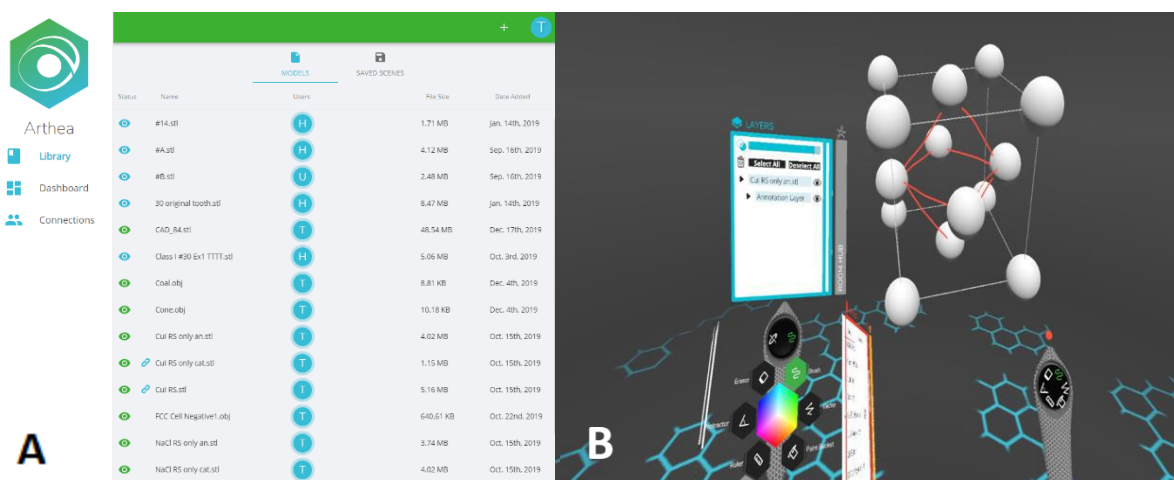 T
MODELS
SAVED SCENES
Status Name Users File Size Date Added
Arthea
Library
Dashboard
Connections
#14.stl H 1.71 MB Jan. 14th, 2019
#A.stl H 4.12 MB Sep. 16th, 2019
#B.stl U 2.48 MB Sep. 16th, 2019
30 original tooth.stl H 8.47 MB Jan. 14th, 2019
CAD_84.stl T 48.54 MB Dec. 17th, 2019
Class I #30 Ex1 TTTT.stl H 5.06 MB Oct. 3rd, 2019
Coal.obj T 8.81 KB Dec. 4th, 2019
Cone.obj T 10.18 KB Dec. 4th, 2019
CuI RS only an.stl T 4.02 MB Oct. 15th, 2019
CuI RS only cat.stl T 1.15 MB Oct. 15th, 2019
CuI RS.stl T 5.16 MB Oct. 15th, 2019
FCC Cell Negative1.obj T 640.61 KB Oct. 22nd, 2019
NaCl RS only an.stl T 3.74 MB Oct. 15th, 2019
NaCl RS only cat.stl T 4.02 MB Oct. 15th, 2019
A
LAYERS
Select All Deselect All
CuI RS only an.stl
Annotation Layer
ROOM HUB
Eraser
Brush
Ruler
Paint Bucket
B